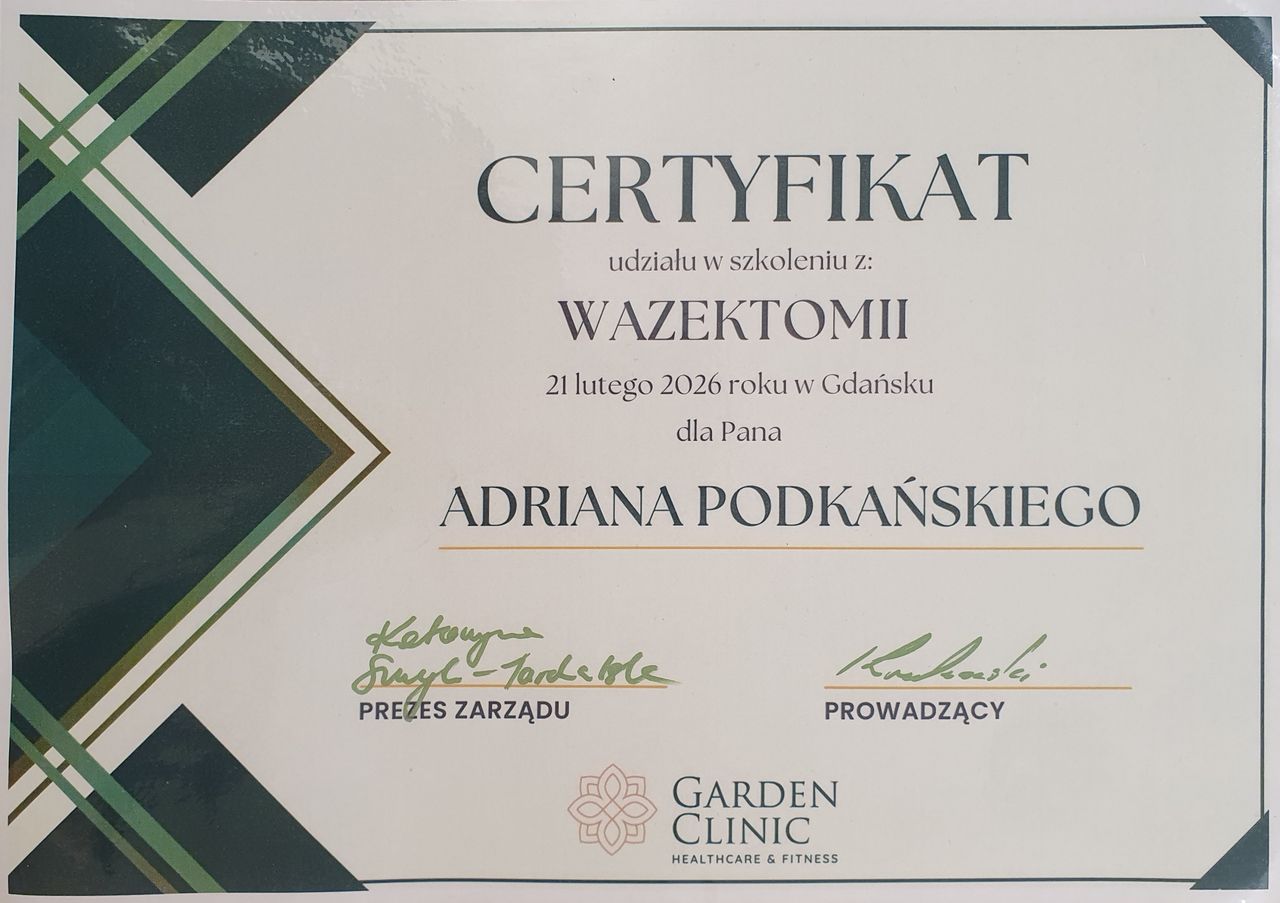 CERTYFIKAT
udziału w szkoleniu z:
WAZEKTOMII
21 lutego 2026 roku w Gdańsku
dla Pana
ADRIANA PODKAŃSKIEGO
Katarzyna
PREZES ZARZĄDU
PROWADZĄCY
GARDEN
CLINIC
HEALTHCARE & FITNESS